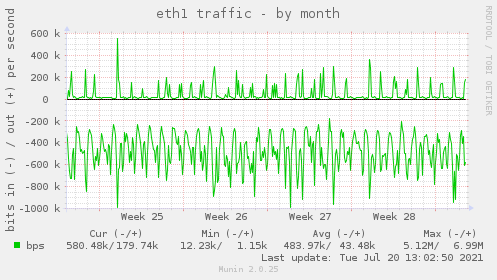 eth1 traffic - by month
RRDTOOL / TOBI OETIKER
bits in (-) / out (+) per second
600 k
400 k
200 k
0
-200 k
-400 k
-600 k
-800 k
-1000 k
Week 25 Week 26 Week 27 Week 28
Cur (-/+) Min (-/+) Avg (-/+) Max (-/+)
bps 580.48k/179.74k 12.23k/ 1.15k 483.97k/ 43.48k 5.12M/ 6.99M
Last update: Tue Jul 20 13:02:50 2021
Munin 2.0.25